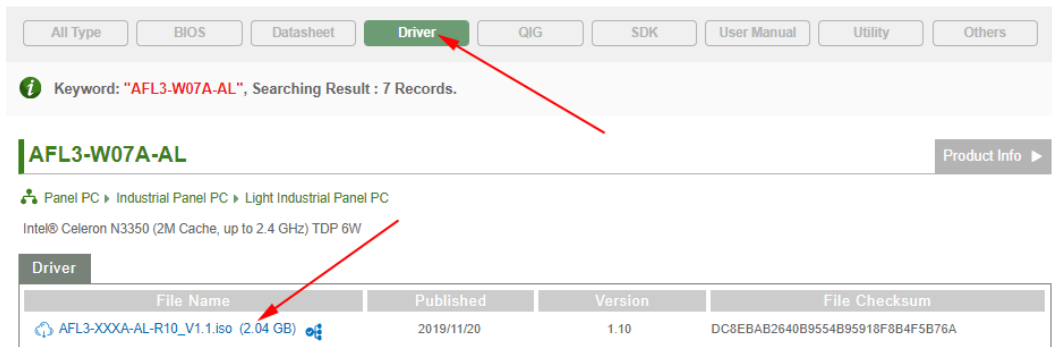 All Type BIOS Datasheet Driver QIG SDK User Manual Utility Others
Keyword: "AFL3-W07A-AL", Searching Result : 7 Records.
AFL3-W07A-AL Product Info
Panel PC Industrial Panel PC Light Industrial Panel PC
Intel® Celeron N3350 (2M Cache, up to 2.4 GHz) TDP 6W
Driver
File Name Published Version File Checksum
AFL3-XXXA-AL-R10_V1.1.iso (2.04 GB) 2019/11/20 1.10 DC8EBAB2640B9554B95918F8B4F5B76A